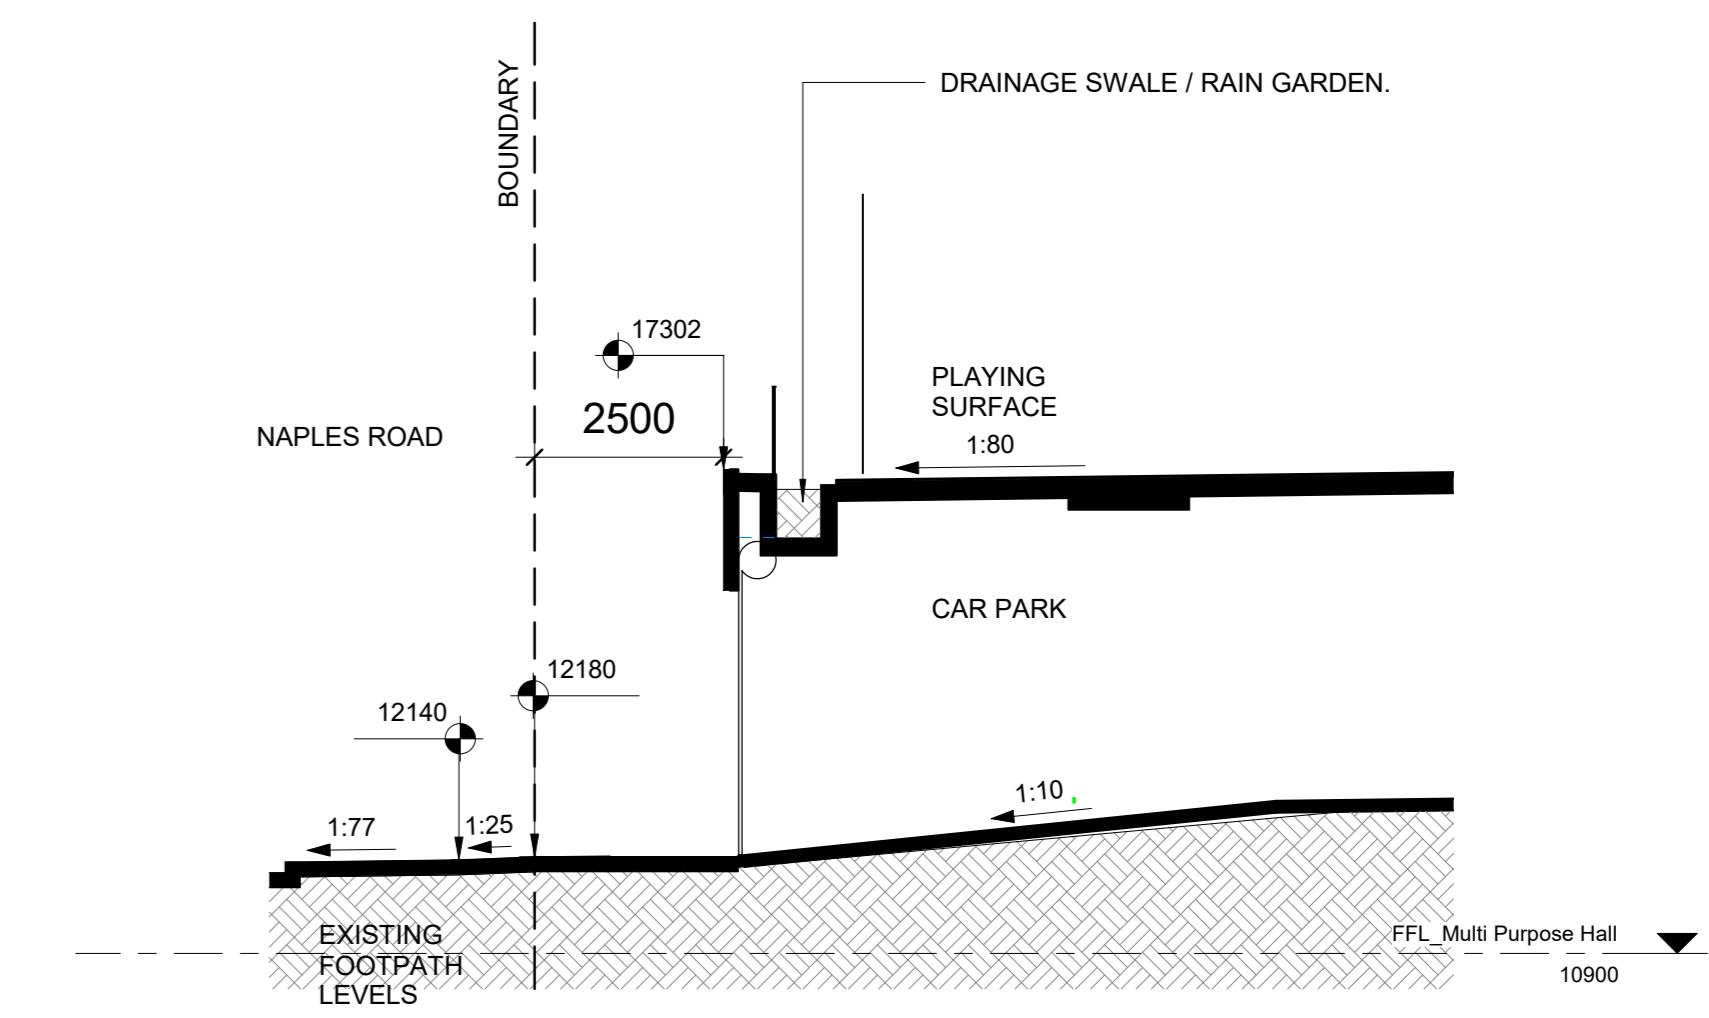 BOUNDARY
DRAINAGE SWALE / RAIN GARDEN.
17302
2500
PLAYING
SURFACE
NAPLES ROAD
1:80
CAR PARK
12180
12140
1:10
1:77
1:25
EXISTING
FOOTPATH
LEVELS
FFL_Multi Purpose Hall
10900